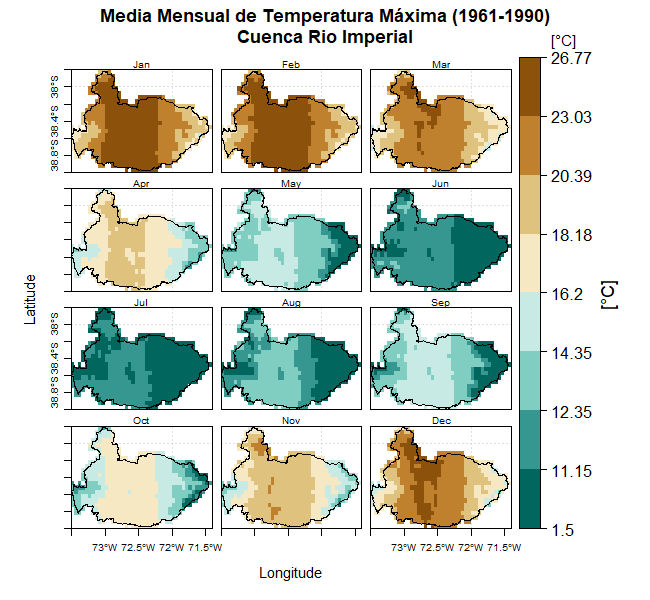 Media Mensual de Temperatura Máxima (1961-1990)
Cuenca Rio Imperial
[°C]
Jan
Feb
Mar
38°S
38.4°S
38.8°S
Apr
May
Jun
Jul
Aug
Sep
38°S
38.4°S
38.8°S
Oct
Nov
Dec
73°W 72.5°W 72°W 71.5°W
73°W 72.5°W 72°W 71.5°W
Latitude
Longitude
26.77
23.03
20.39
18.18
16.2
14.35
12.35
11.15
1.5
[°C]